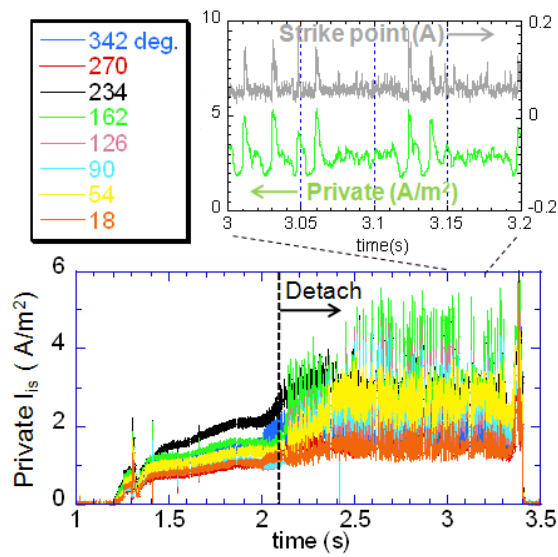 342 deg.
270
234
162
126
90
54
18
10
5
0
Strike point (A)
Private (A/m²)
0.2
0
-0.2
3 3.05 3.1 3.15 3.2
time(s)
6
4
2
0
Private Iis ( A/m²)
Detach
1 1.5 2 2.5 3 3.5
time (s)